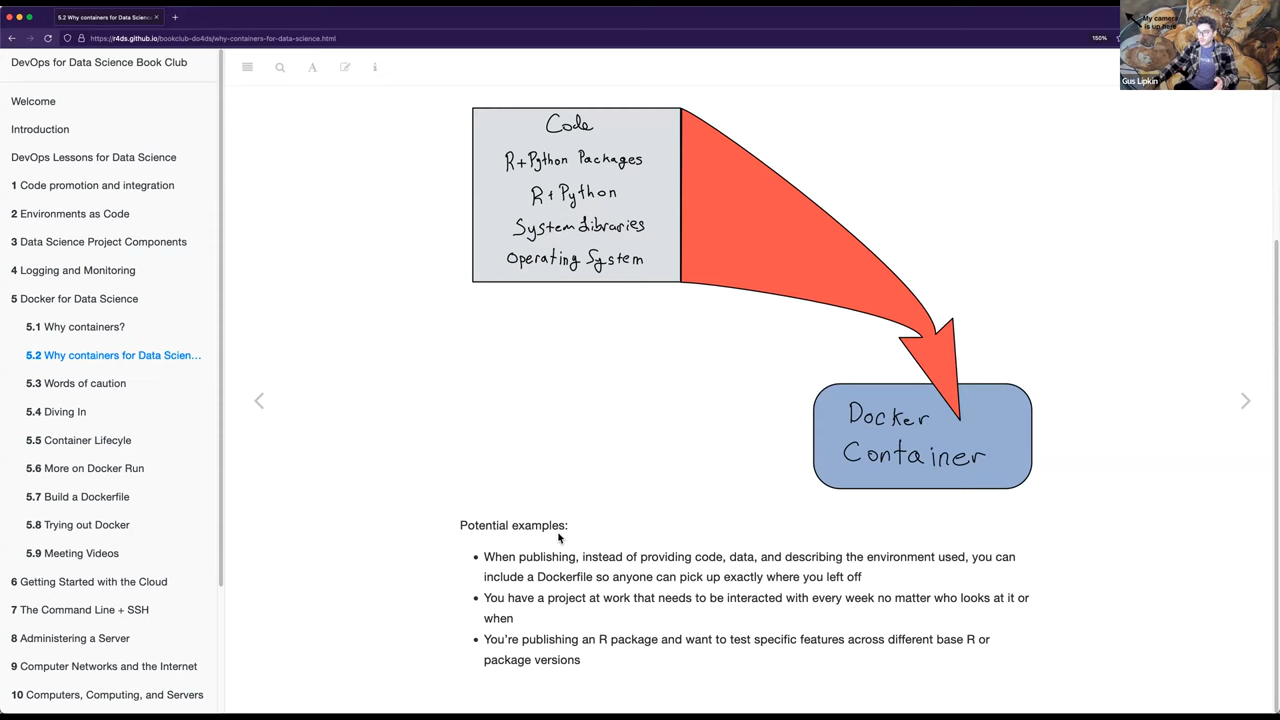 5.2 Why containers for Data Scienc
https://r4ds.github.io/bookclub-do4ds/why-containers-for-data-science.html
150%
My camera
is up here
Gus Lipkin
DevOps for Data Science Book Club
Welcome
Introduction
DevOps Lessons for Data Science
1 Code promotion and integration
2 Environments as Code
3 Data Science Project Components
4 Logging and Monitoring
5 Docker for Data Science
5.1 Why containers?
5.2 Why containers for Data Scien…
5.3 Words of caution
5.4 Diving In
5.5 Container Lifecyle
5.6 More on Docker Run
5.7 Build a Dockerfile
5.8 Trying out Docker
5.9 Meeting Videos
6 Getting Started with the Cloud
7 The Command Line + SSH
8 Administering a Server
9 Computer Networks and the Internet
10 Computers, Computing, and Servers
Code
R+Python Packages
R+Python
System Libraries
Operating System
Docker
Container
Potential examples:
• When publishing, instead of providing code, data, and describing the environment used, you can
include a Dockerfile so anyone can pick up exactly where you left off
• You have a project at work that needs to be interacted with every week no matter who looks at it or
when
• You're publishing an R package and want to test specific features across different base R or
package versions